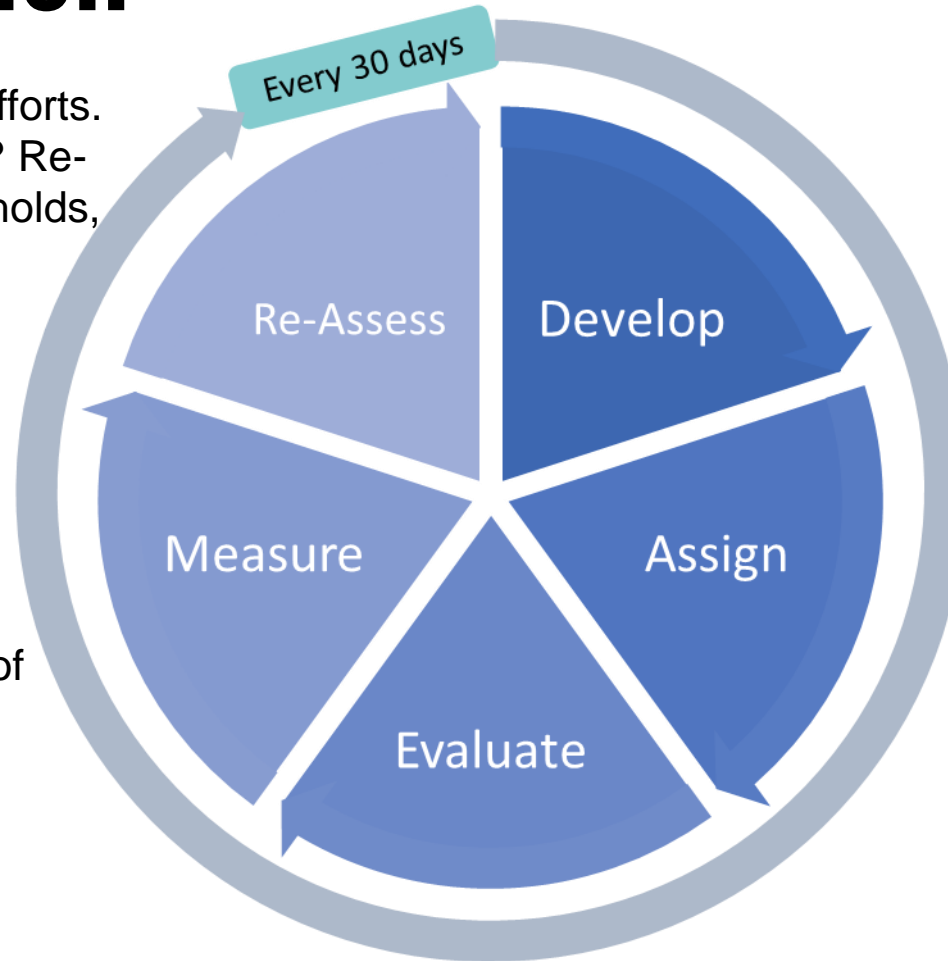 Every 30 days
fforts.
? Re-
holds,
of
Develop
Assign
Evaluate
Measure
Re-Assess